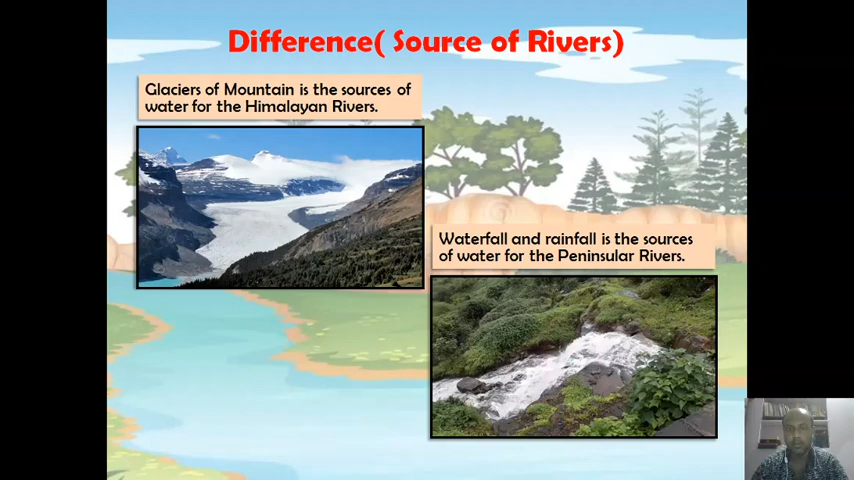 Difference( Source of Rivers)
Glaciers of Mountain is the sources of
water for the Himalayan Rivers.
Waterfall and rainfall is the sources
of water for the Peninsular Rivers.